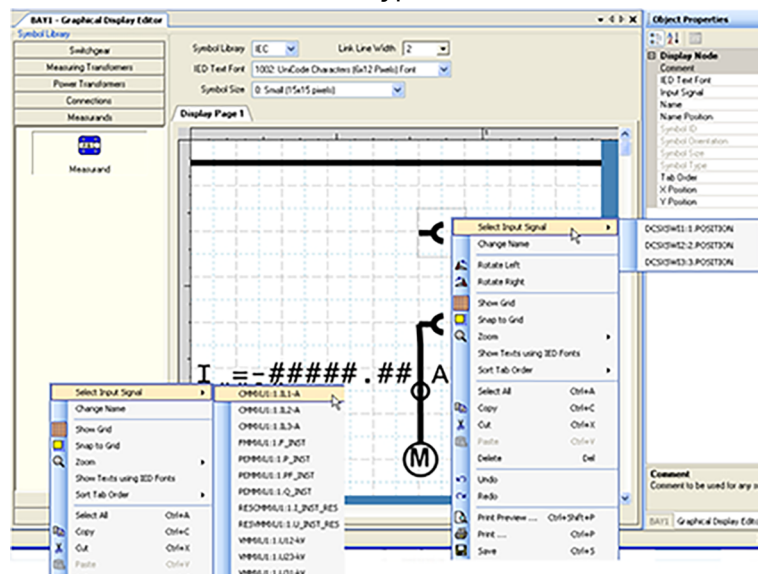 BAY1 - Graphical Display Editor
Symbol Library
Switchgear
Measuring Transformers
Power Transformers
Connections
Measurands
Measurand
Symbol Library IEC Link Line Width 2
IED Text Font 1002: UniCode Characters (6x12 Pixels) Font
Symbol Size 0: Small (15x15 pixels)
Display Page 1
I_=-#####.## A
M
Select Input Signal
Change Name
Rotate Left
Rotate Right
Show Grid
Snap to Grid
Zoom
Show Texts using IED Fonts
Sort Tab Order
Select All Ctrl+A
Copy Ctrl+C
Cut Ctrl+X
Paste Ctrl+V
Delete Del
Undo
Redo
Print Preview ... Ctrl+Shift+P
Print ... Ctrl+P
Save Ctrl+S
DCSXSWI1:1.POSITION
DCSXSWI2:2.POSITION
DCSXSWI3:3.POSITION
Select Input Signal
Change Name
Show Grid
Snap to Grid
Zoom
Show Texts using IED Fonts
Sort Tab Order
Select All Ctrl+A
Copy Ctrl+C
Cut Ctrl+X
Paste Ctrl+V
CMMXU1:1.IL1-A
CMMXU1:1.IL2-A
CMMXU1:1.IL3-A
FMMXU1:1.F_INST
PEMMXU1:1.P_INST
PEMMXU1:1.PF_INST
PEMMXU1:1.Q_INST
RESCMMXU1:1.I_INST_RES
RESVMMXU1:1.U_INST_RES
VMMXU1:1.U12-kV
VMMXU1:1.U23-kV
VMMXU1:1.U31-kV
Object Properties
Display Node
Comment
IED Text Font
Input Signal
Name
Name Position
Symbol ID
Symbol Orientation
Symbol Size
Symbol Type
Tab Order
X Position
Y Position
Comment
Comment to be used for any
BAY1 Graphical Display Edito